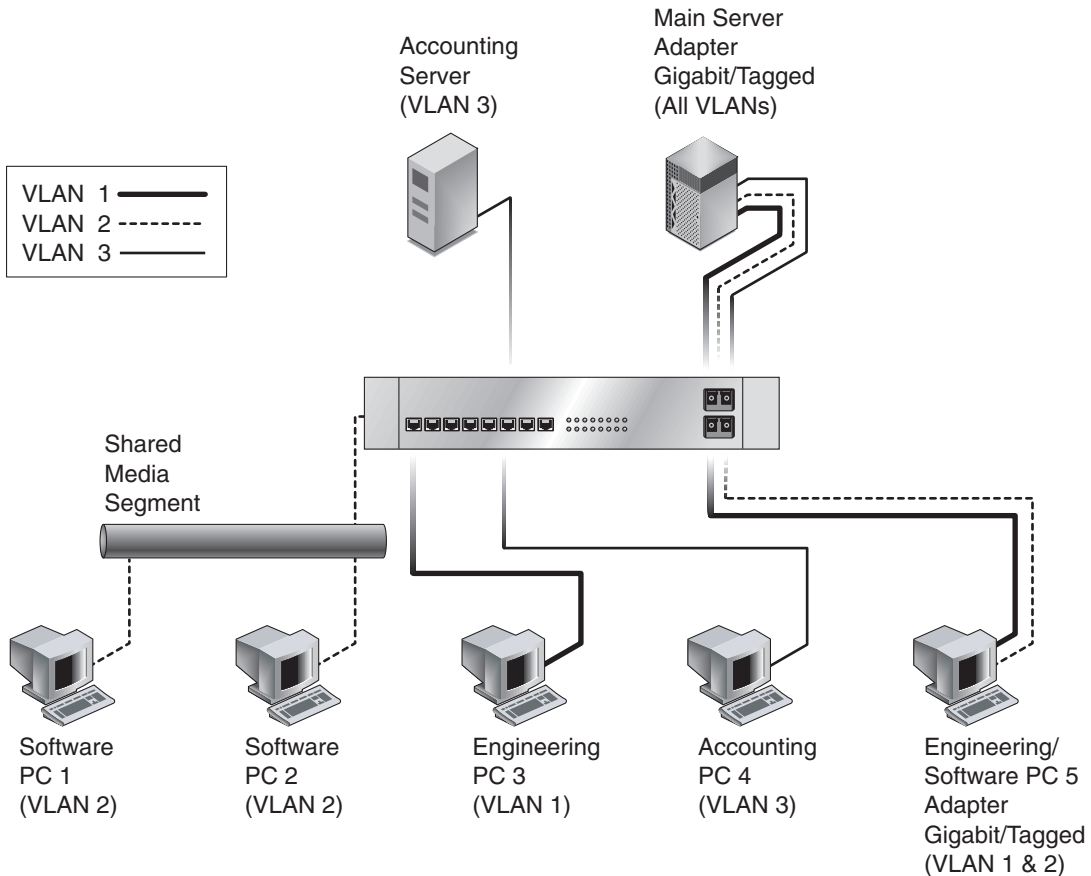 Accounting
Server
(VLAN 3)
Main Server
Adapter
Gigabit/Tagged
(All VLANs)
VLAN 1
VLAN 2
VLAN 3
Shared
Media
Segment
Software
PC 1
(VLAN 2)
Software
PC 2
(VLAN 2)
Engineering
PC 3
(VLAN 1)
Accounting
PC 4
(VLAN 3)
Engineering/
Software PC 5
Adapter
Gigabit/Tagged
(VLAN 1 & 2)